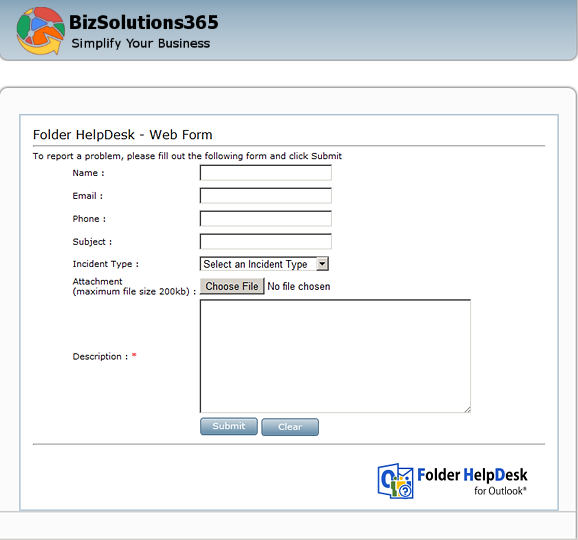 BizSolutions365
Simplify Your Business
Folder HelpDesk - Web Form
To report a problem, please fill out the following form and click Submit
Name :
Email :
Phone :
Subject :
Incident Type : Select an Incident Type
Attachment
(maximum file size 200kb) : Choose File No file chosen
Description : *
Submit Clear
Folder HelpDesk
for Outlook®